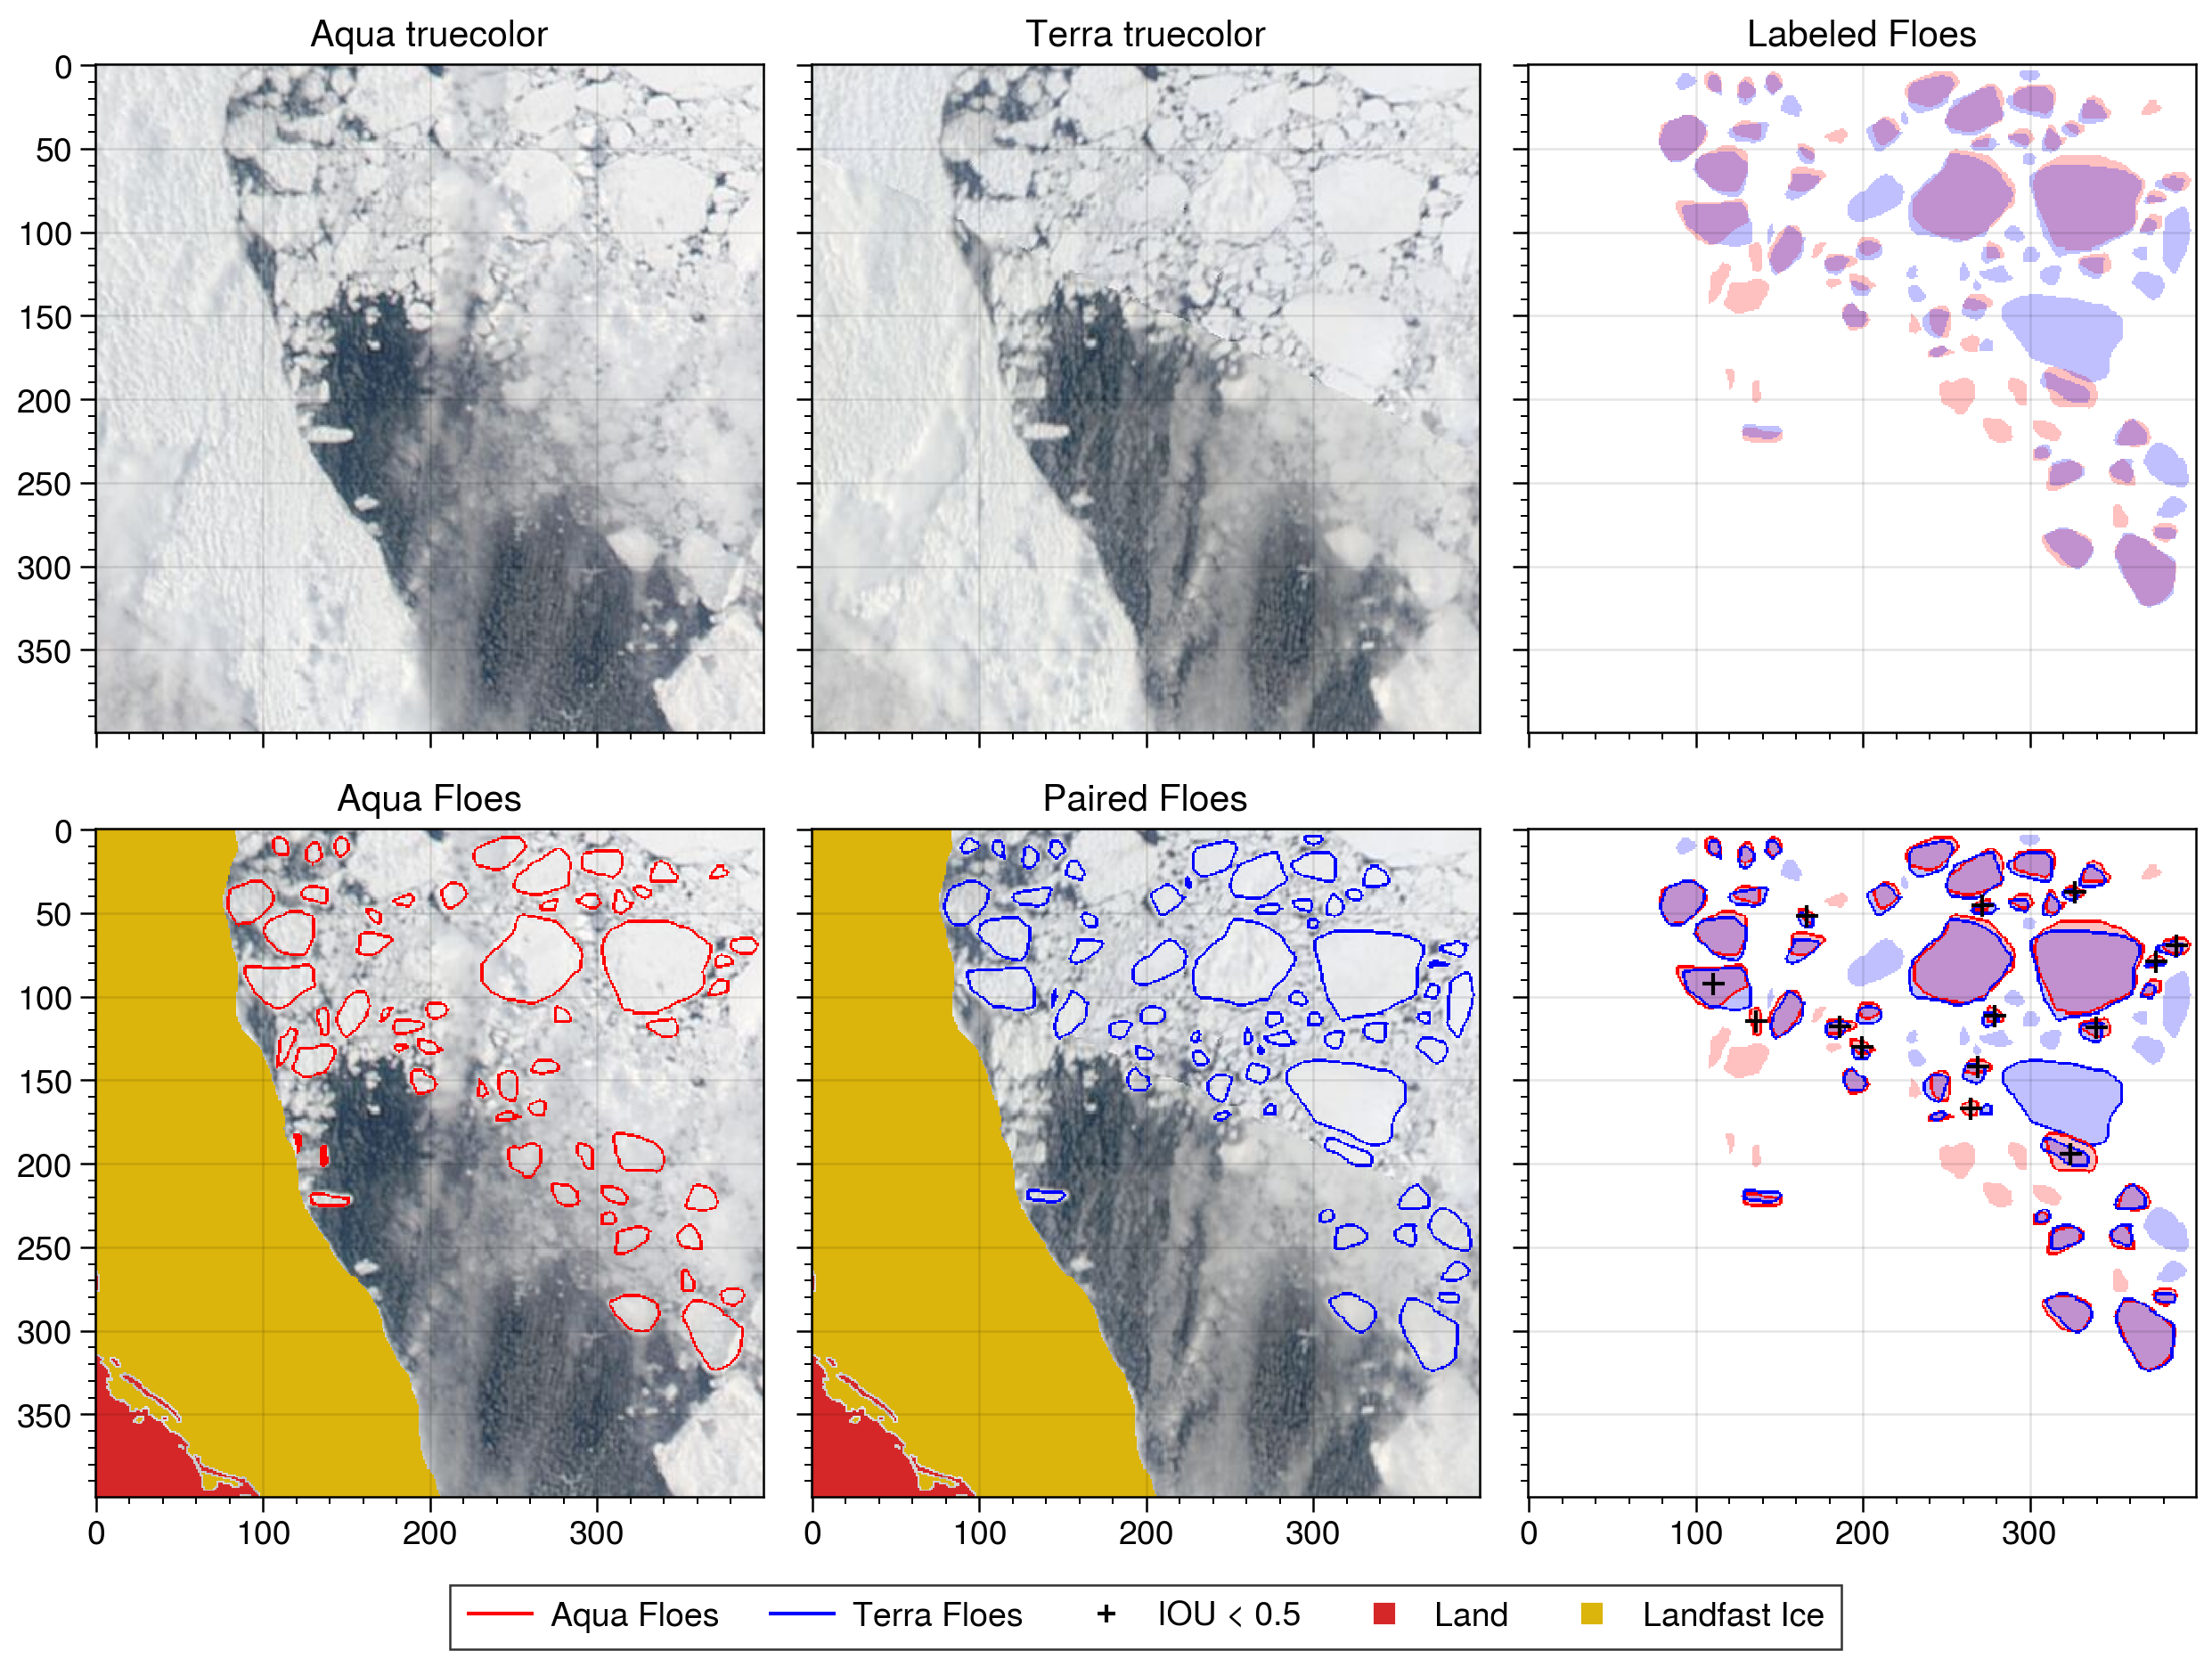 Aqua truecolor
Terra truecolor
Labeled Floes
0
50
100
150
200
250
300
350
Aqua Floes
Paired Floes
0
50
100
150
200
250
300
350
0 100 200 300
0 100 200 300
0 100 200 300
Aqua Floes Terra Floes + IOU < 0.5 Land Landfast Ice